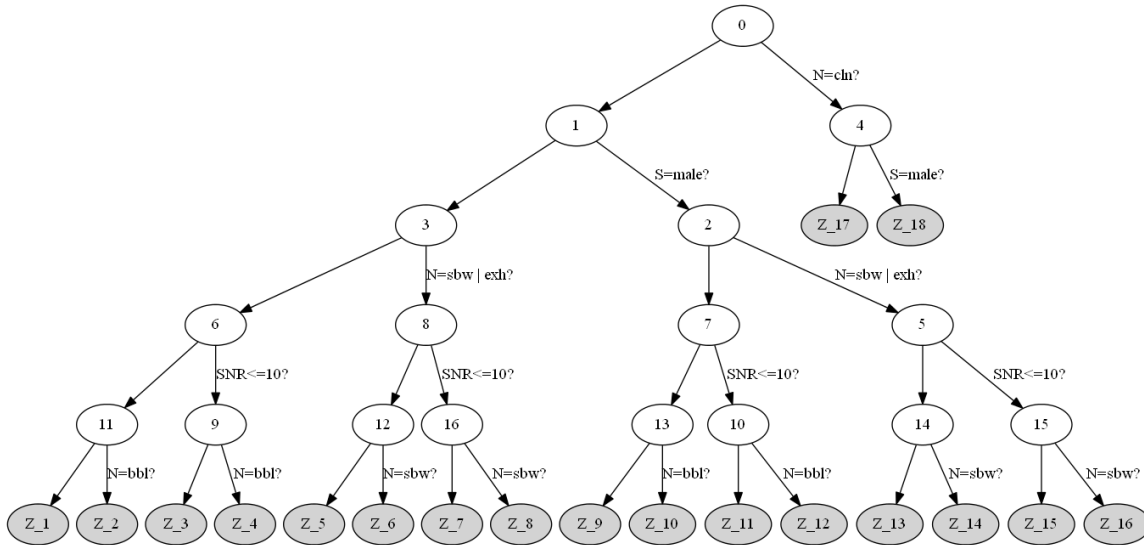 0
N=cln?
1
4
S=male?
S=male?
3
2
Z_17
Z_18
N=sbw | exh?
N=sbw | exh?
6
8
7
5
SNR<=10?
SNR<=10?
SNR<=10?
SNR<=10?
11
9
12
16
13
10
14
15
N=bbl?
N=bbl?
N=sbw?
N=sbw?
N=bbl?
N=bbl?
N=sbw?
N=sbw?
Z_1
Z_2
Z_3
Z_4
Z_5
Z_6
Z_7
Z_8
Z_9
Z_10
Z_11
Z_12
Z_13
Z_14
Z_15
Z_16